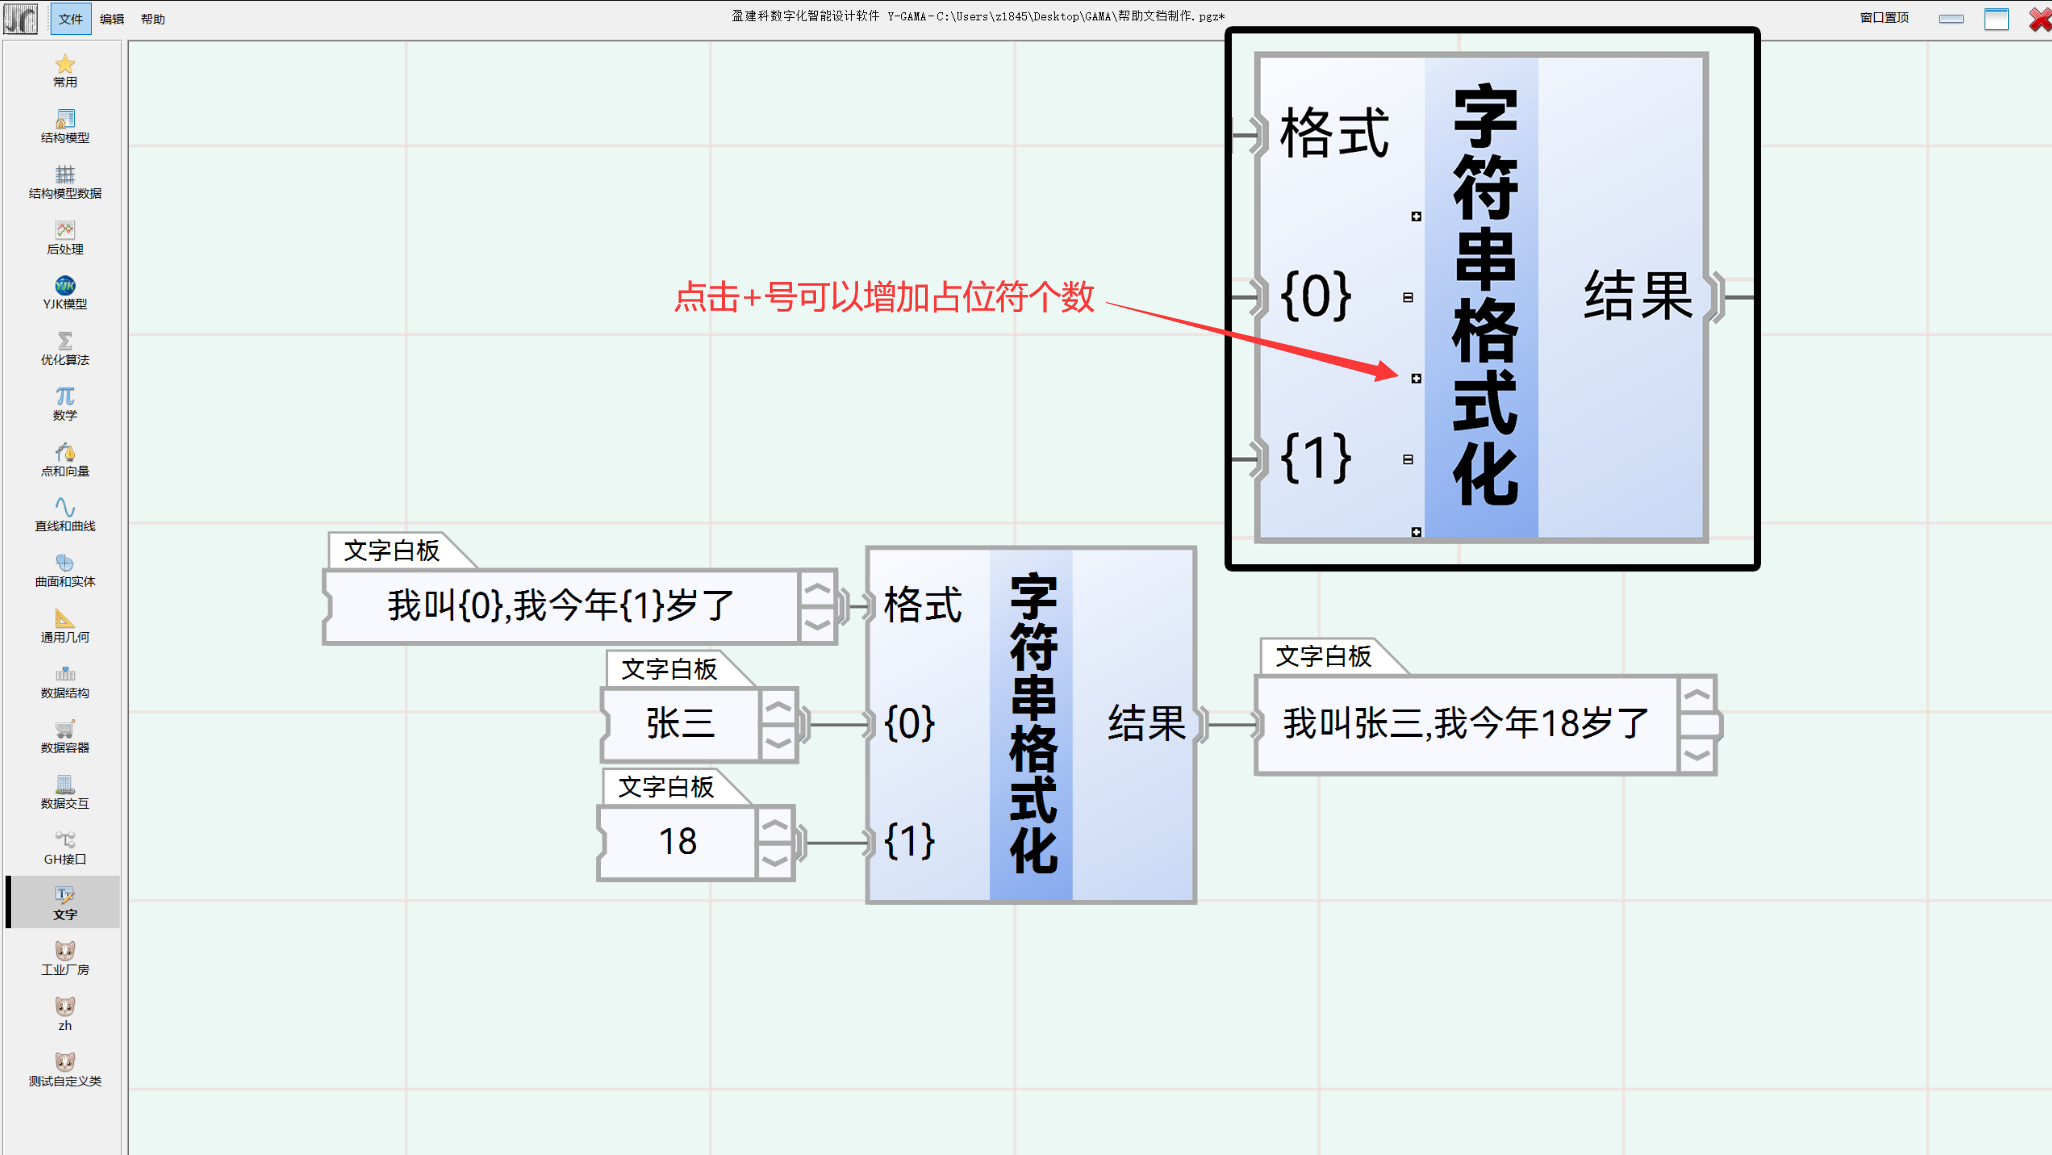 文件 编辑 帮助
盈建科数字化智能设计软件 Y-GAMA-C:\Users\z1845\Desktop\GAMA\帮助文档制作.pgz*
窗口置顶
常用
结构模型
结构模型数据
后处理
YJK
YJK模型
优化算法
数学
点和向量
直线和曲线
曲面和实体
通用几何
数据结构
数据容器
数据交互
GH接口
文字
工业厂房
zh
测试自定义类
格式
{0}
{1}
字符串格式化
结果
点击+号可以增加占位符个数
文字白板
我叫{0},我今年{1}岁了
文字白板
张三
文字白板
18
格式
{0}
{1}
字符串格式化
结果
文字白板
我叫张三,我今年18岁了